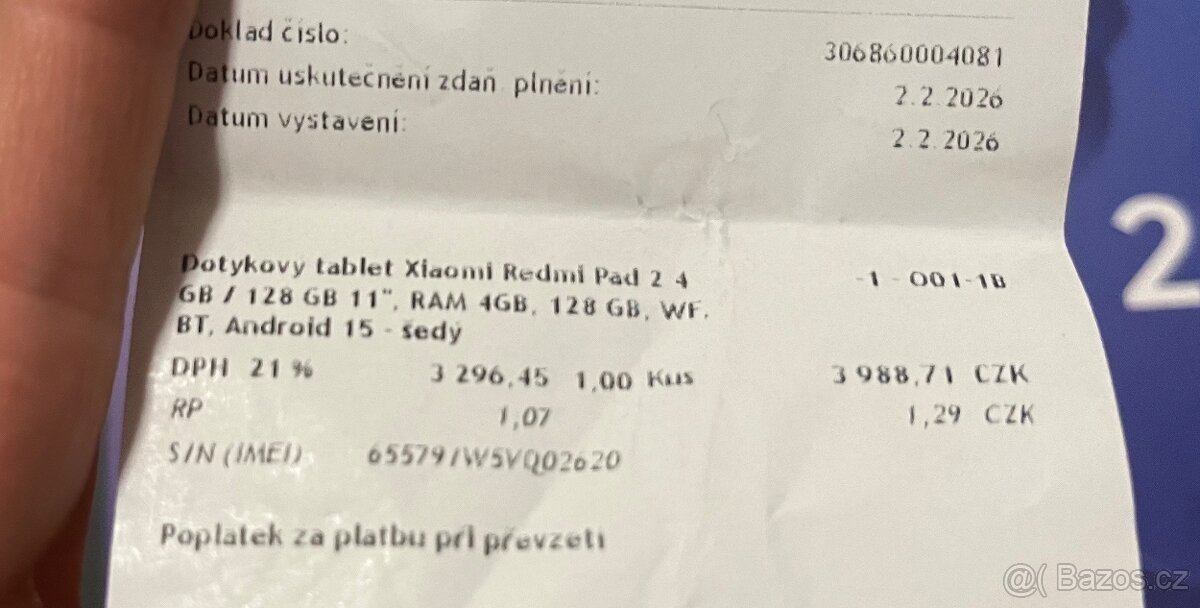 Doklad číslo: 306860004081
Datum uskutečnění zdaň plnění: 2.2.2026
Datum vystavení: 2.2.2026
2
Dotykovy tablet Xiaomi Redmi Pad 2 4 -1 - 001-1B
GB / 128 GB 11", RAM 4GB, 128 GB, WF.
BT, Android 15 - šedý
DPH 21 % 3 296,45 1,00 Kus 3 988,71 CZK
RP 1,07 1,29 CZK
S/N (IMEI) 65579/W5VQ02620
Poplatek za platbu při převzetí
@( Bazos.cz